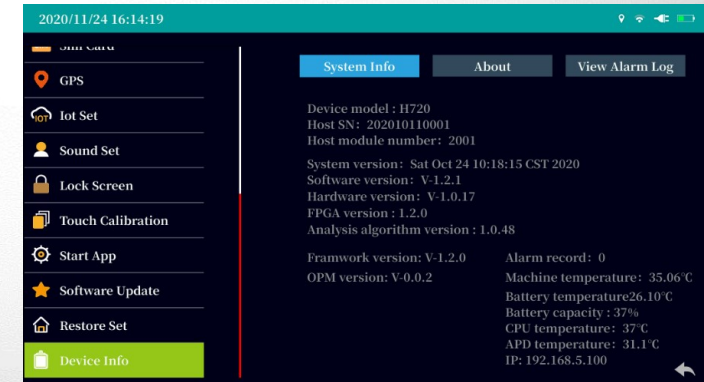 2020/11/24 16:14:19
Sim Card
GPS
IOT
Iot Set
Sound Set
Lock Screen
Touch Calibration
Start App
Software Update
Restore Set
Device Info
System Info
About
View Alarm Log
Device model : H720
Host SN: 202010110001
Host module number: 2001
System version: Sat Oct 24 10:18:15 CST 2020
Software version: V-1.2.1
Hardware version: V-1.0.17
FPGA version : 1.2.0
Analysis algorithm version : 1.0.48
Framwork version: V-1.2.0
OPM version: V-0.0.2
Alarm record: 0
Machine temperature: 35.06℃
Battery temperature26.10℃
Battery capacity : 37%
CPU temperature: 37℃
APD temperature: 31.1℃
IP: 192.168.5.100